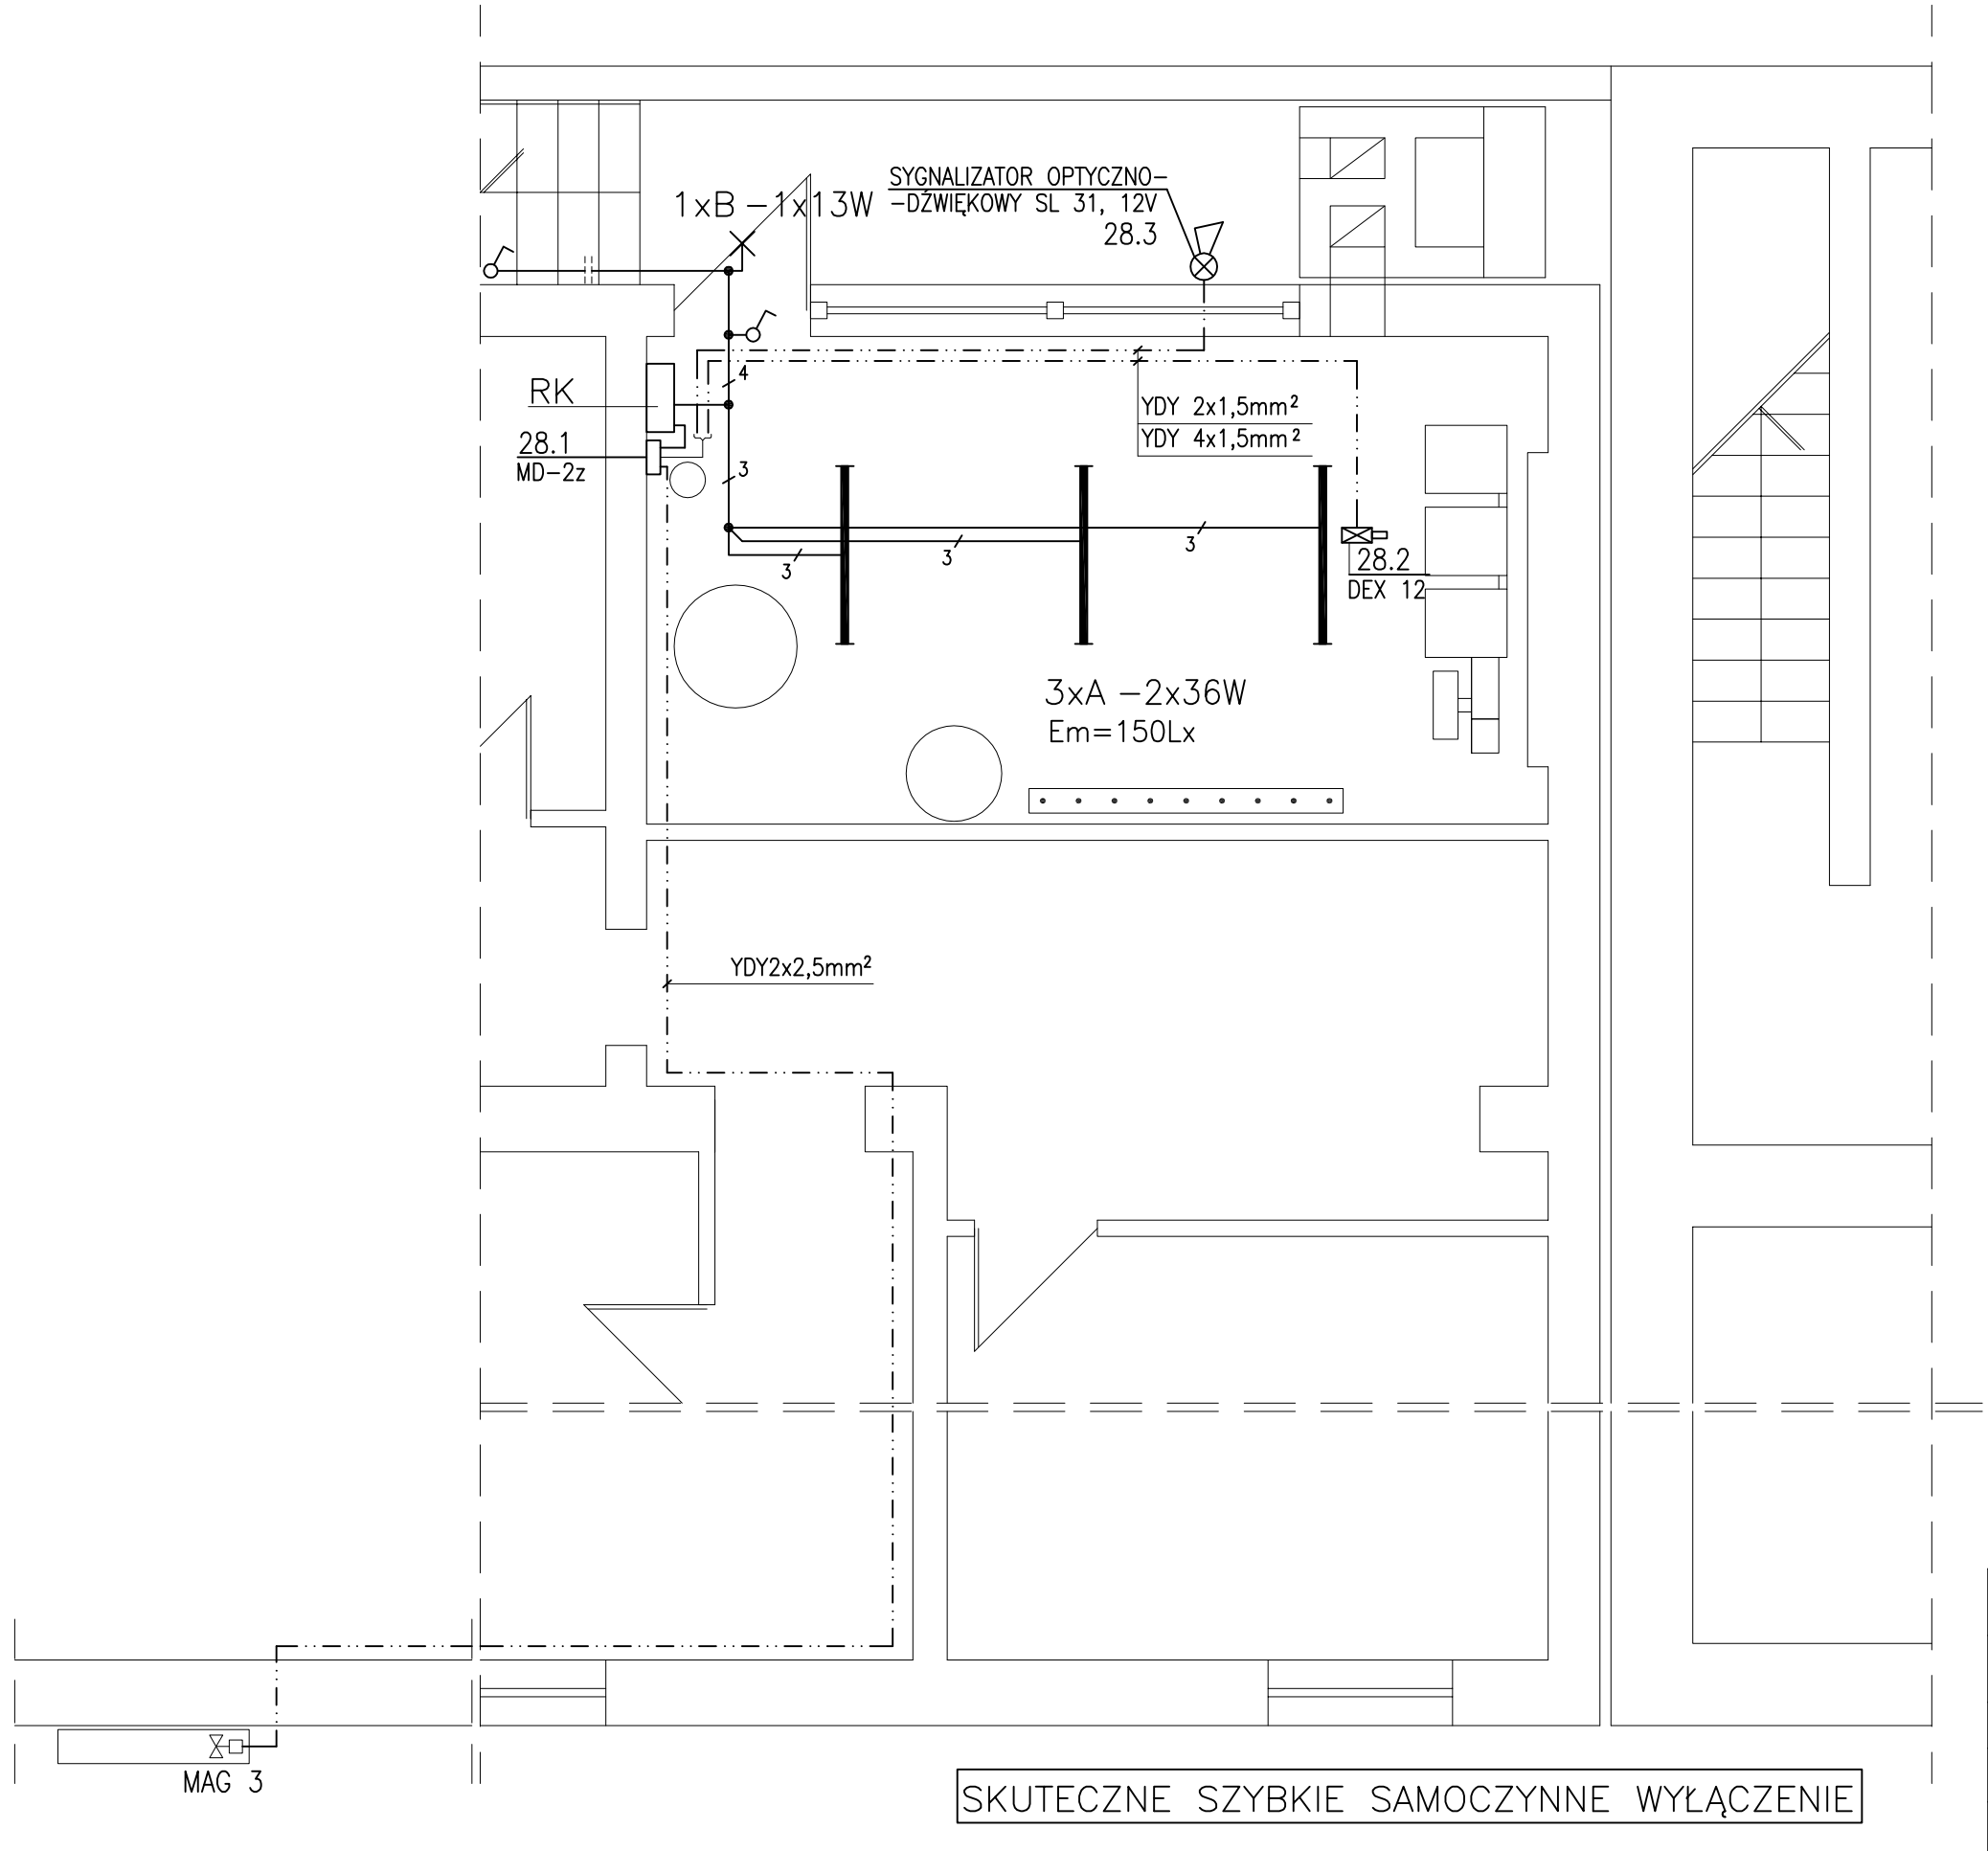 SYGNALIZATOR OPTYCZNO-
-DŹWIĘKOWY SL 31, 12V
28.3
1xB -1x13W
4
RK
YDY 2x1,5mm²
YDY 4x1,5mm²
28.1
MD-2z
3
3
3
3
28.2
DEX 12
3xA -2x36W
Em=150Lx
YDY2x2,5mm²
MAG 3
SKUTECZNE SZYBKIE SAMOCZYNNE WYŁĄCZENIE